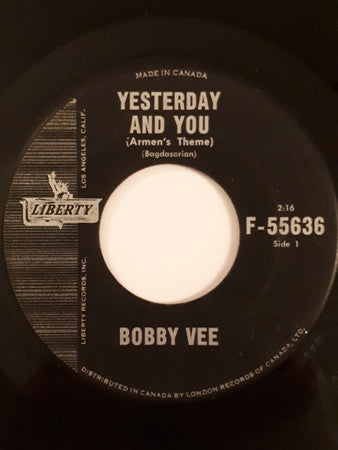 MADE IN CANADA
YESTERDAY
AND YOU
(Armen's Theme)
(Bagdasarian)
LIBERTY
LIBERTY RECORDS, INC.
LOS ANGELES, CALIF.
2:16
F-55636
Side 1
BOBBY VEE
DISTRIBUTED IN CANADA BY LONDON RECORDS OF CANADA, LTD.